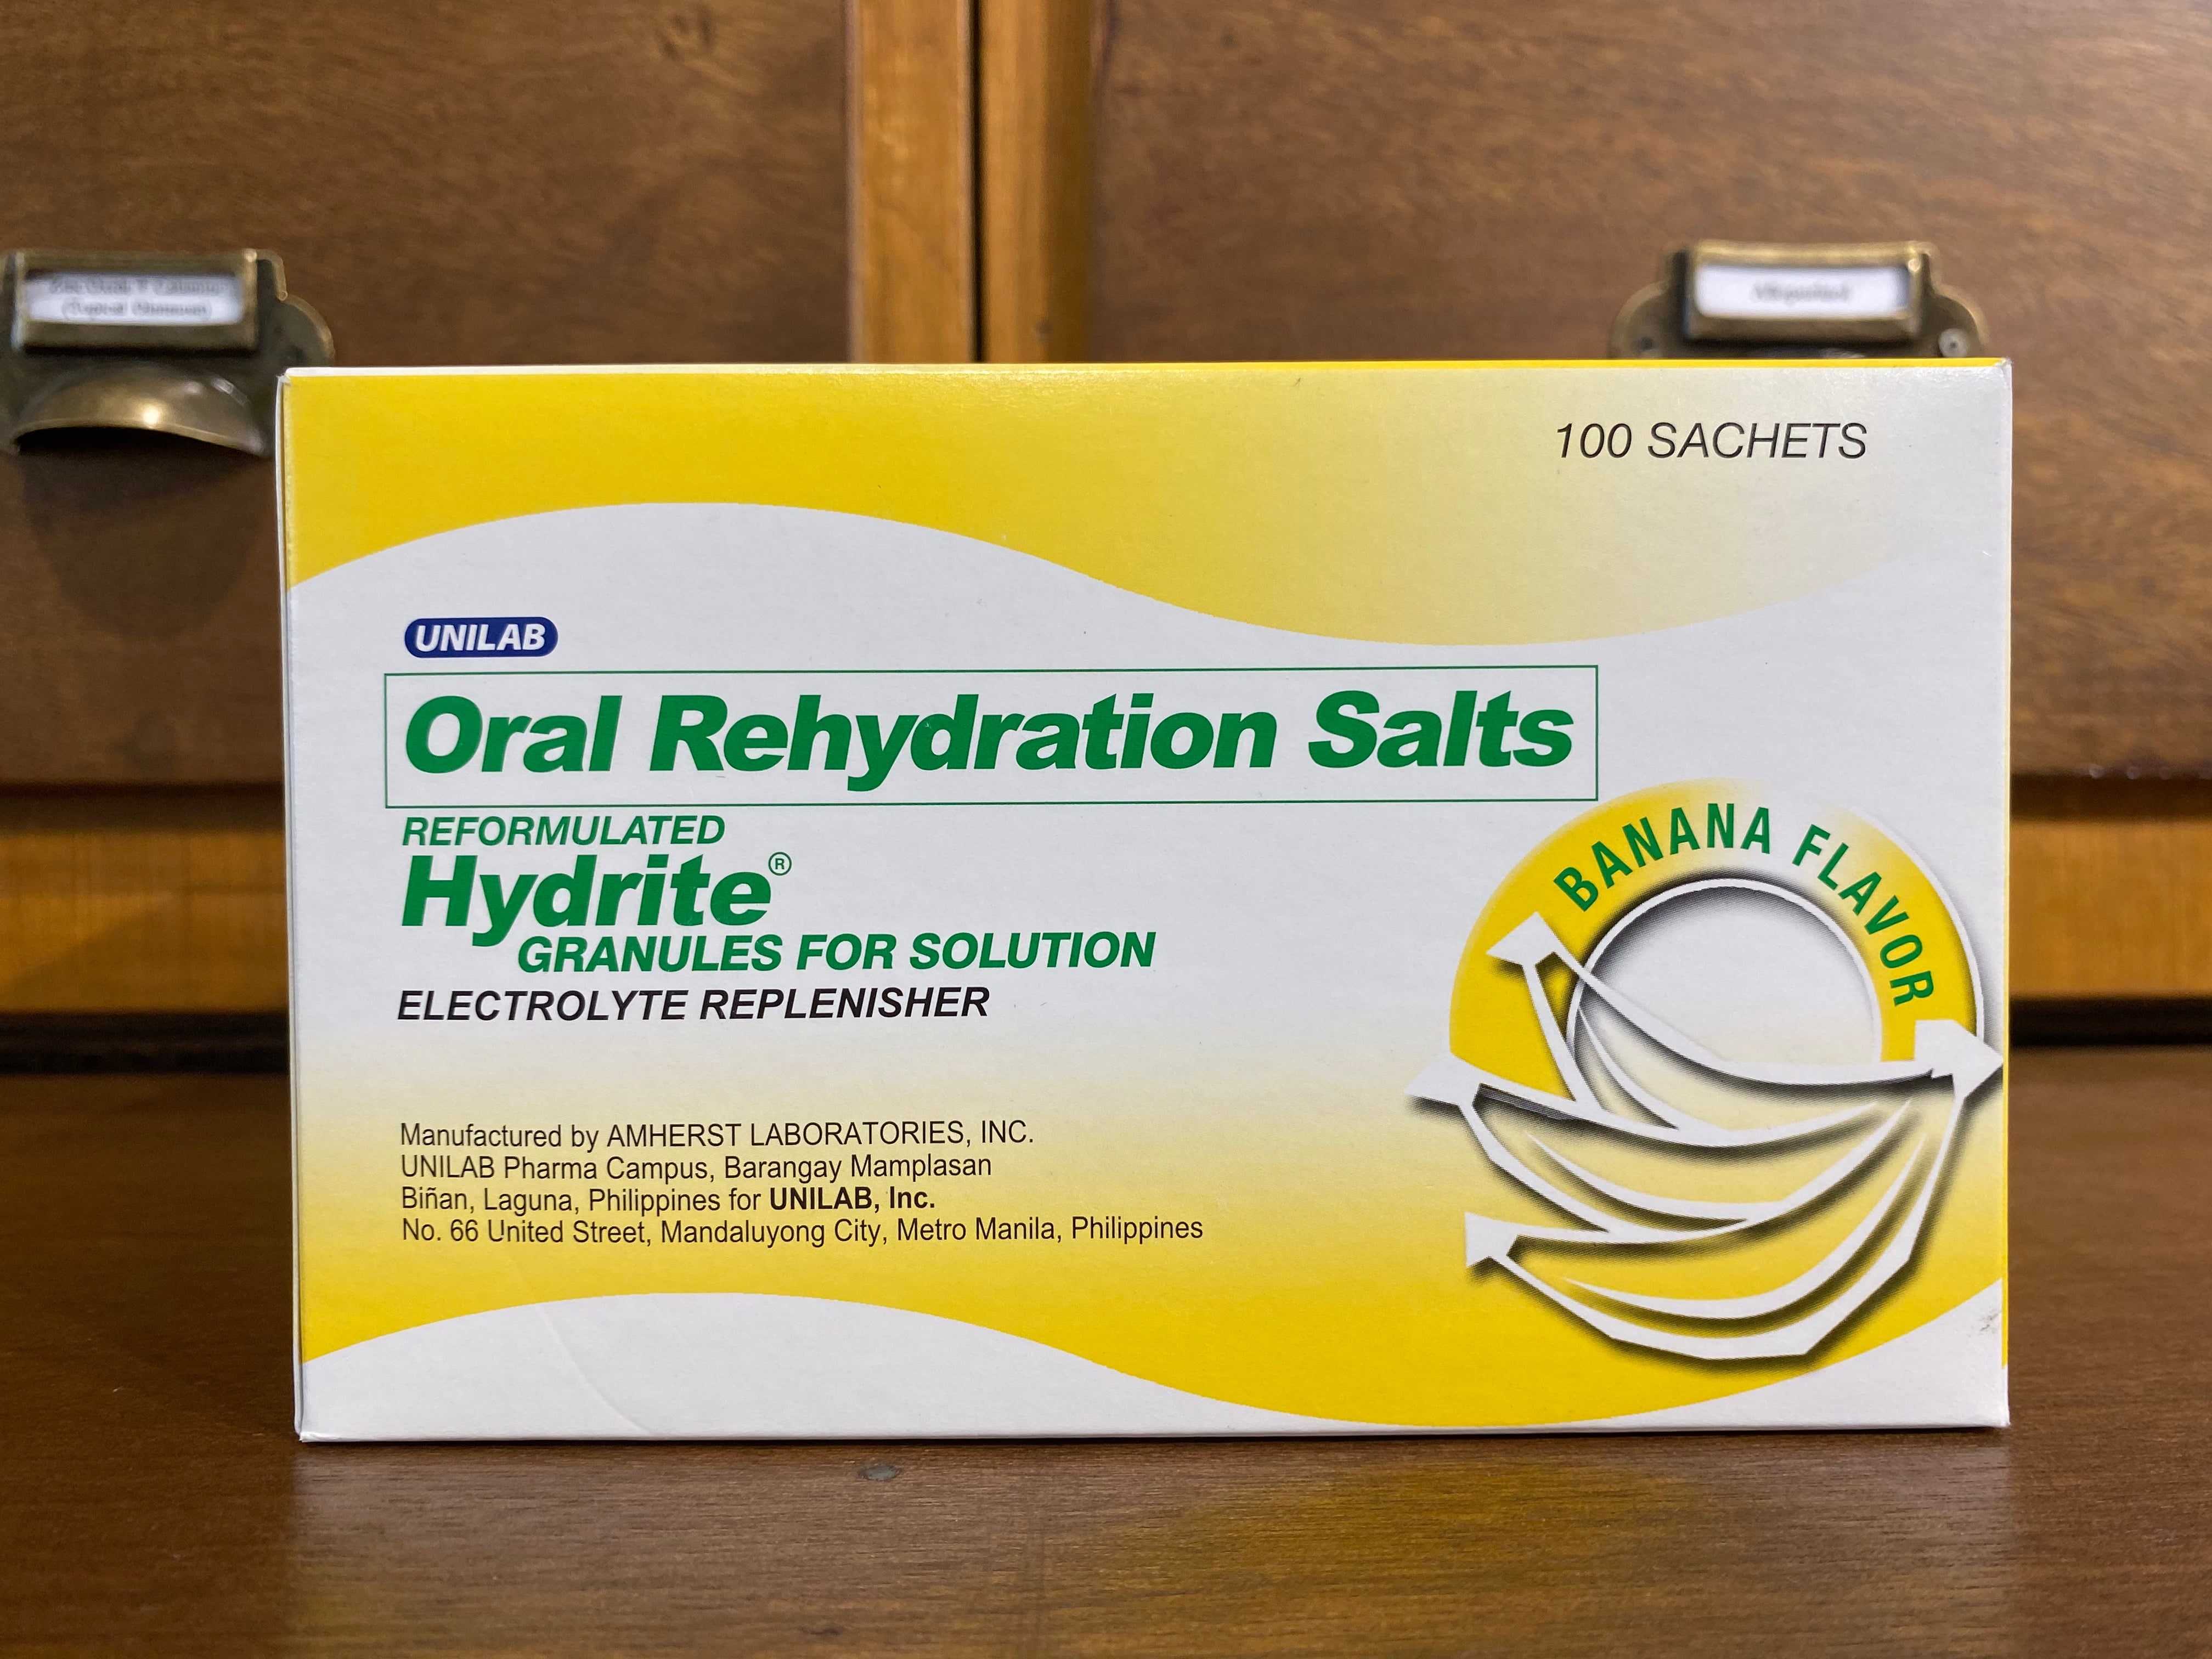 (Topical Ointment)
100 SACHETS
UNILAB
Oral Rehydration Salts
REFORMULATED
Hydrite®
GRANULES FOR SOLUTION
ELECTROLYTE REPLENISHER
BANANA FLAVOR
Manufactured by AMHERST LABORATORIES, INC.
UNILAB Pharma Campus, Barangay Mamplasan
Biñan, Laguna, Philippines for UNILAB, Inc.
No. 66 United Street, Mandaluyong City, Metro Manila, Philippines